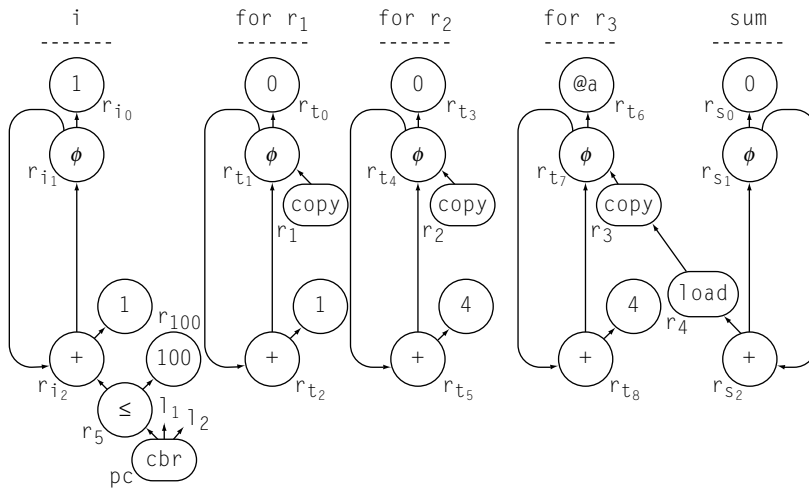 i for r1 for r2 for r3 sum
1 0 0 @a 0
ri0 rt0 rt3 rt6 rs0
ϕ ϕ ϕ ϕ ϕ
ri1 rt1 rt4 rt7 rs1
copy copy copy
r1 r2 r3
load
1 1 4 4
r100 r4
+ 100 + + + +
ri2 rt2 rt5 rt8 rs2
≤ l1 l2
r5
cbr
pc